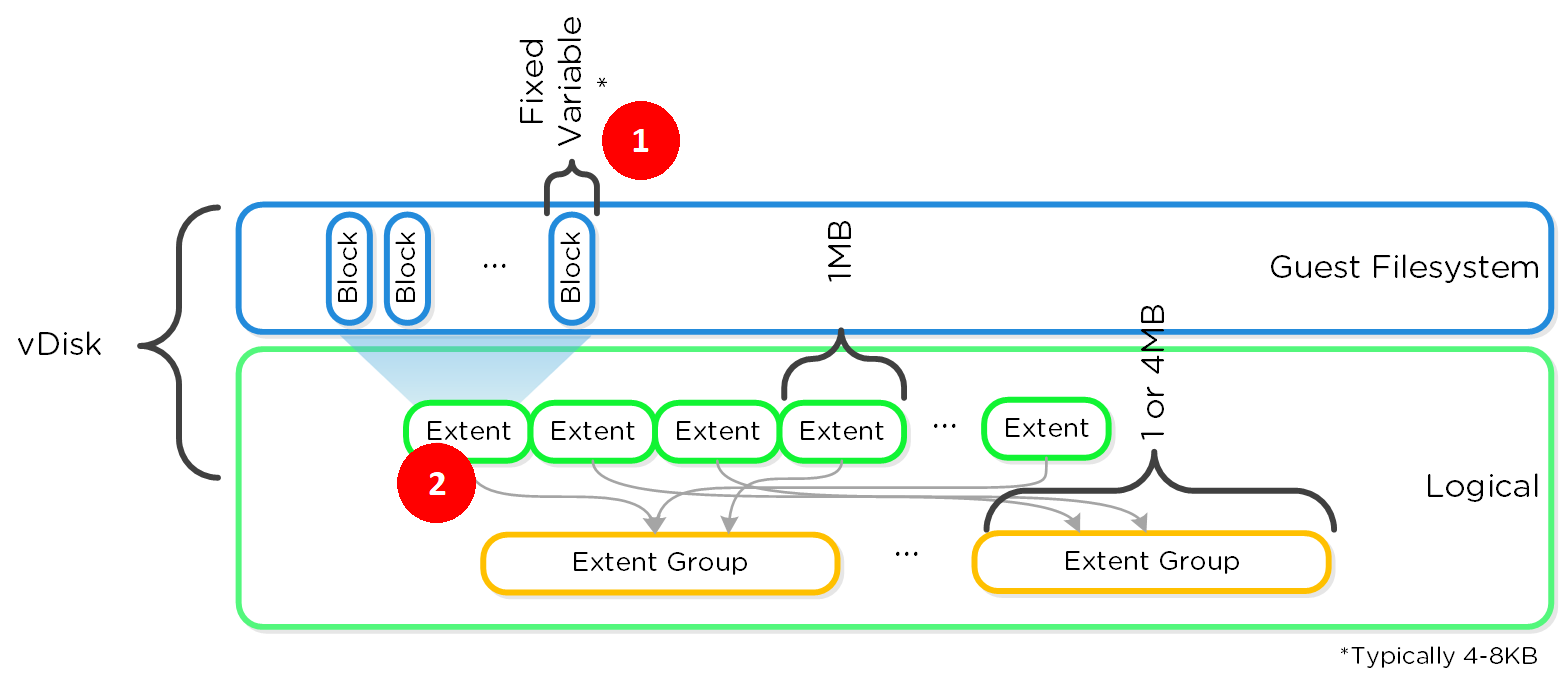 Fixed
Variable
*
1
Block
Block
...
Block
1MB
Guest Filesystem
vDisk
1 or 4MB
Extent
Extent
Extent
Extent
...
Extent
2
Logical
Extent Group
...
Extent Group
*Typically 4-8KB